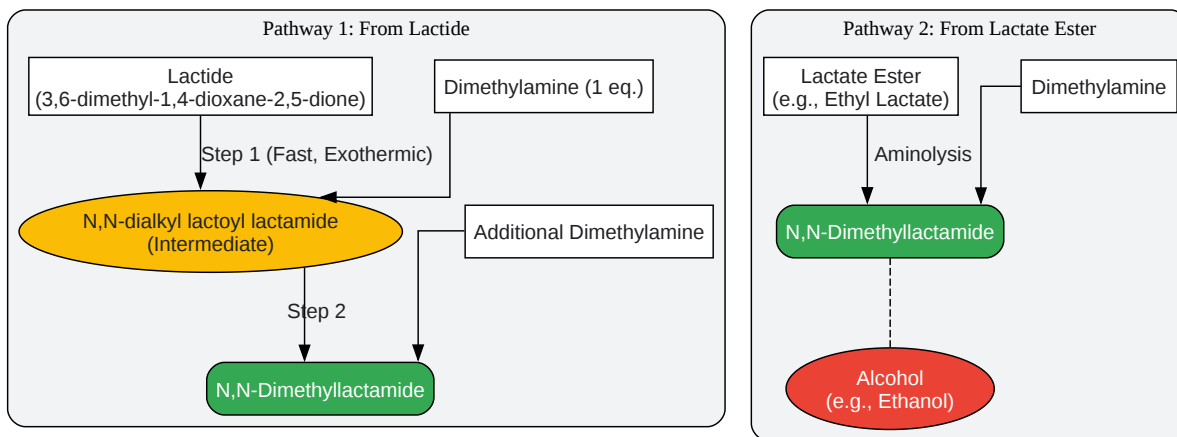 Pathway 1: From Lactide
Lactide
(3,6-dimethyl-1,4-dioxane-2,5-dione)
Dimethylamine (1 eq.)
Step 1 (Fast, Exothermic)
N,N-dialkyl lactoyl lactamide
(Intermediate)
Additional Dimethylamine
Step 2
N,N-Dimethyllactamide
Pathway 2: From Lactate Ester
Lactate Ester
(e.g., Ethyl Lactate)
Dimethylamine
Aminolysis
N,N-Dimethyllactamide
Alcohol
(e.g., Ethanol)